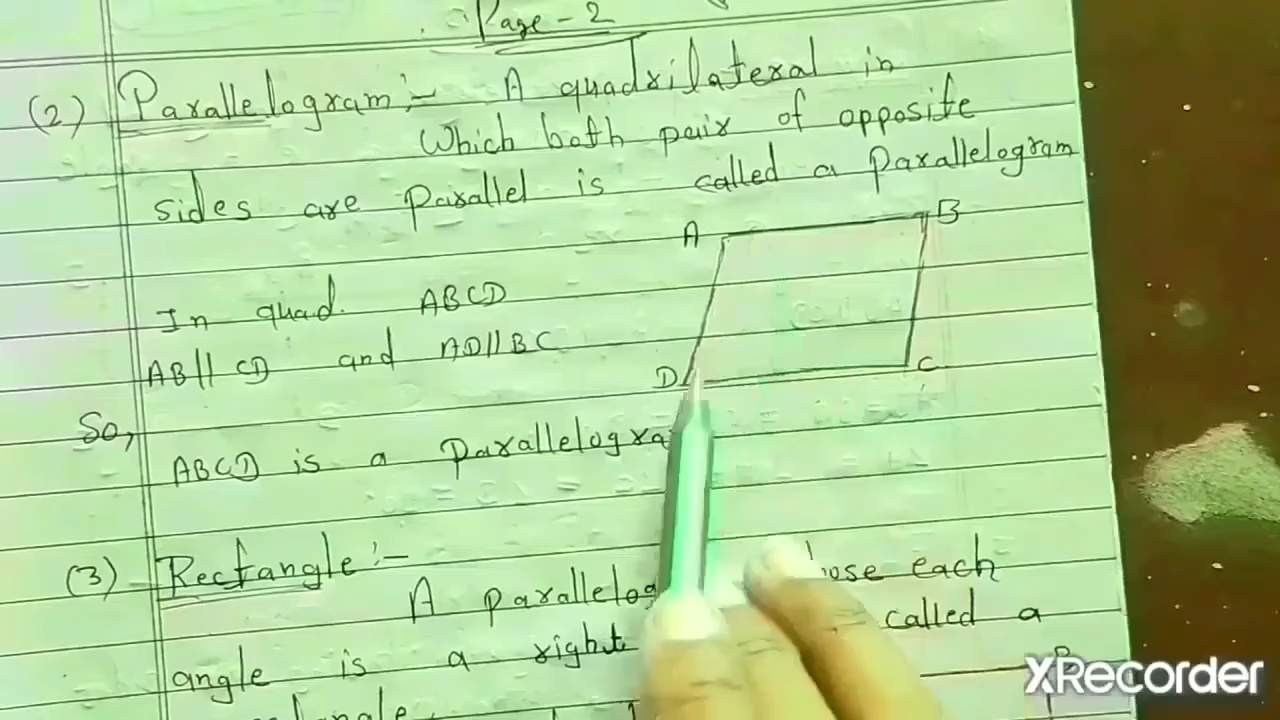 Page - 2
(2) Parallelogram :- A quadrilateral in
Which both pair of opposite
sides are parallel is called a parallelogram
A B
In quad. ABCD
AB || CD and AD || BC
D C
So,
ABCD is a Parallelogra
(3) Rectangle :-
A parallelog hose each
angle is a right called a
B
XRecorder